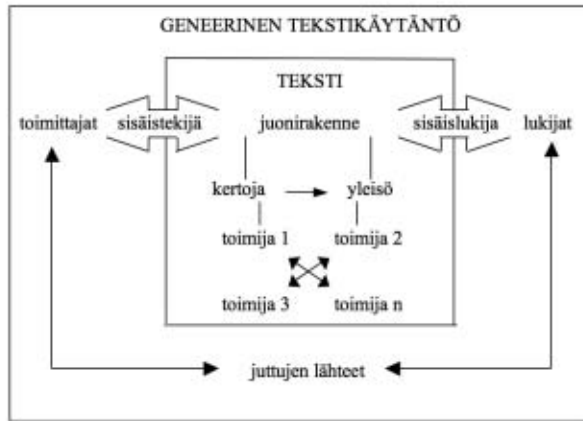 GENEERINEN TEKSTIKÄYTÄNTÖ
TEKSTI
toimittajat sisäistekijä juonirakenne sisäislukija lukijat
kertoja yleisö
toimija 1 toimija 2
toimija 3 toimija n
juttujen lähteet